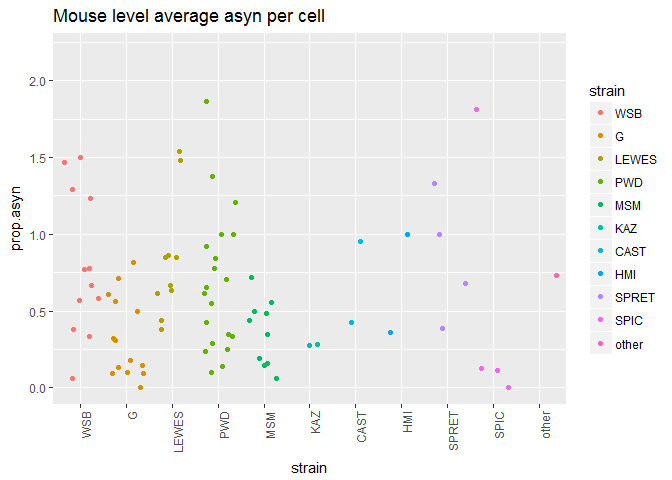 Mouse level average asyn per cell
prop.asyn
2.0
1.5
1.0
0.5
0.0
WSB
G
LEWES
PWD
MSM
KAZ
CAST
HMI
SPRET
SPIC
other
strain
strain
WSB
G
LEWES
PWD
MSM
KAZ
CAST
HMI
SPRET
SPIC
other